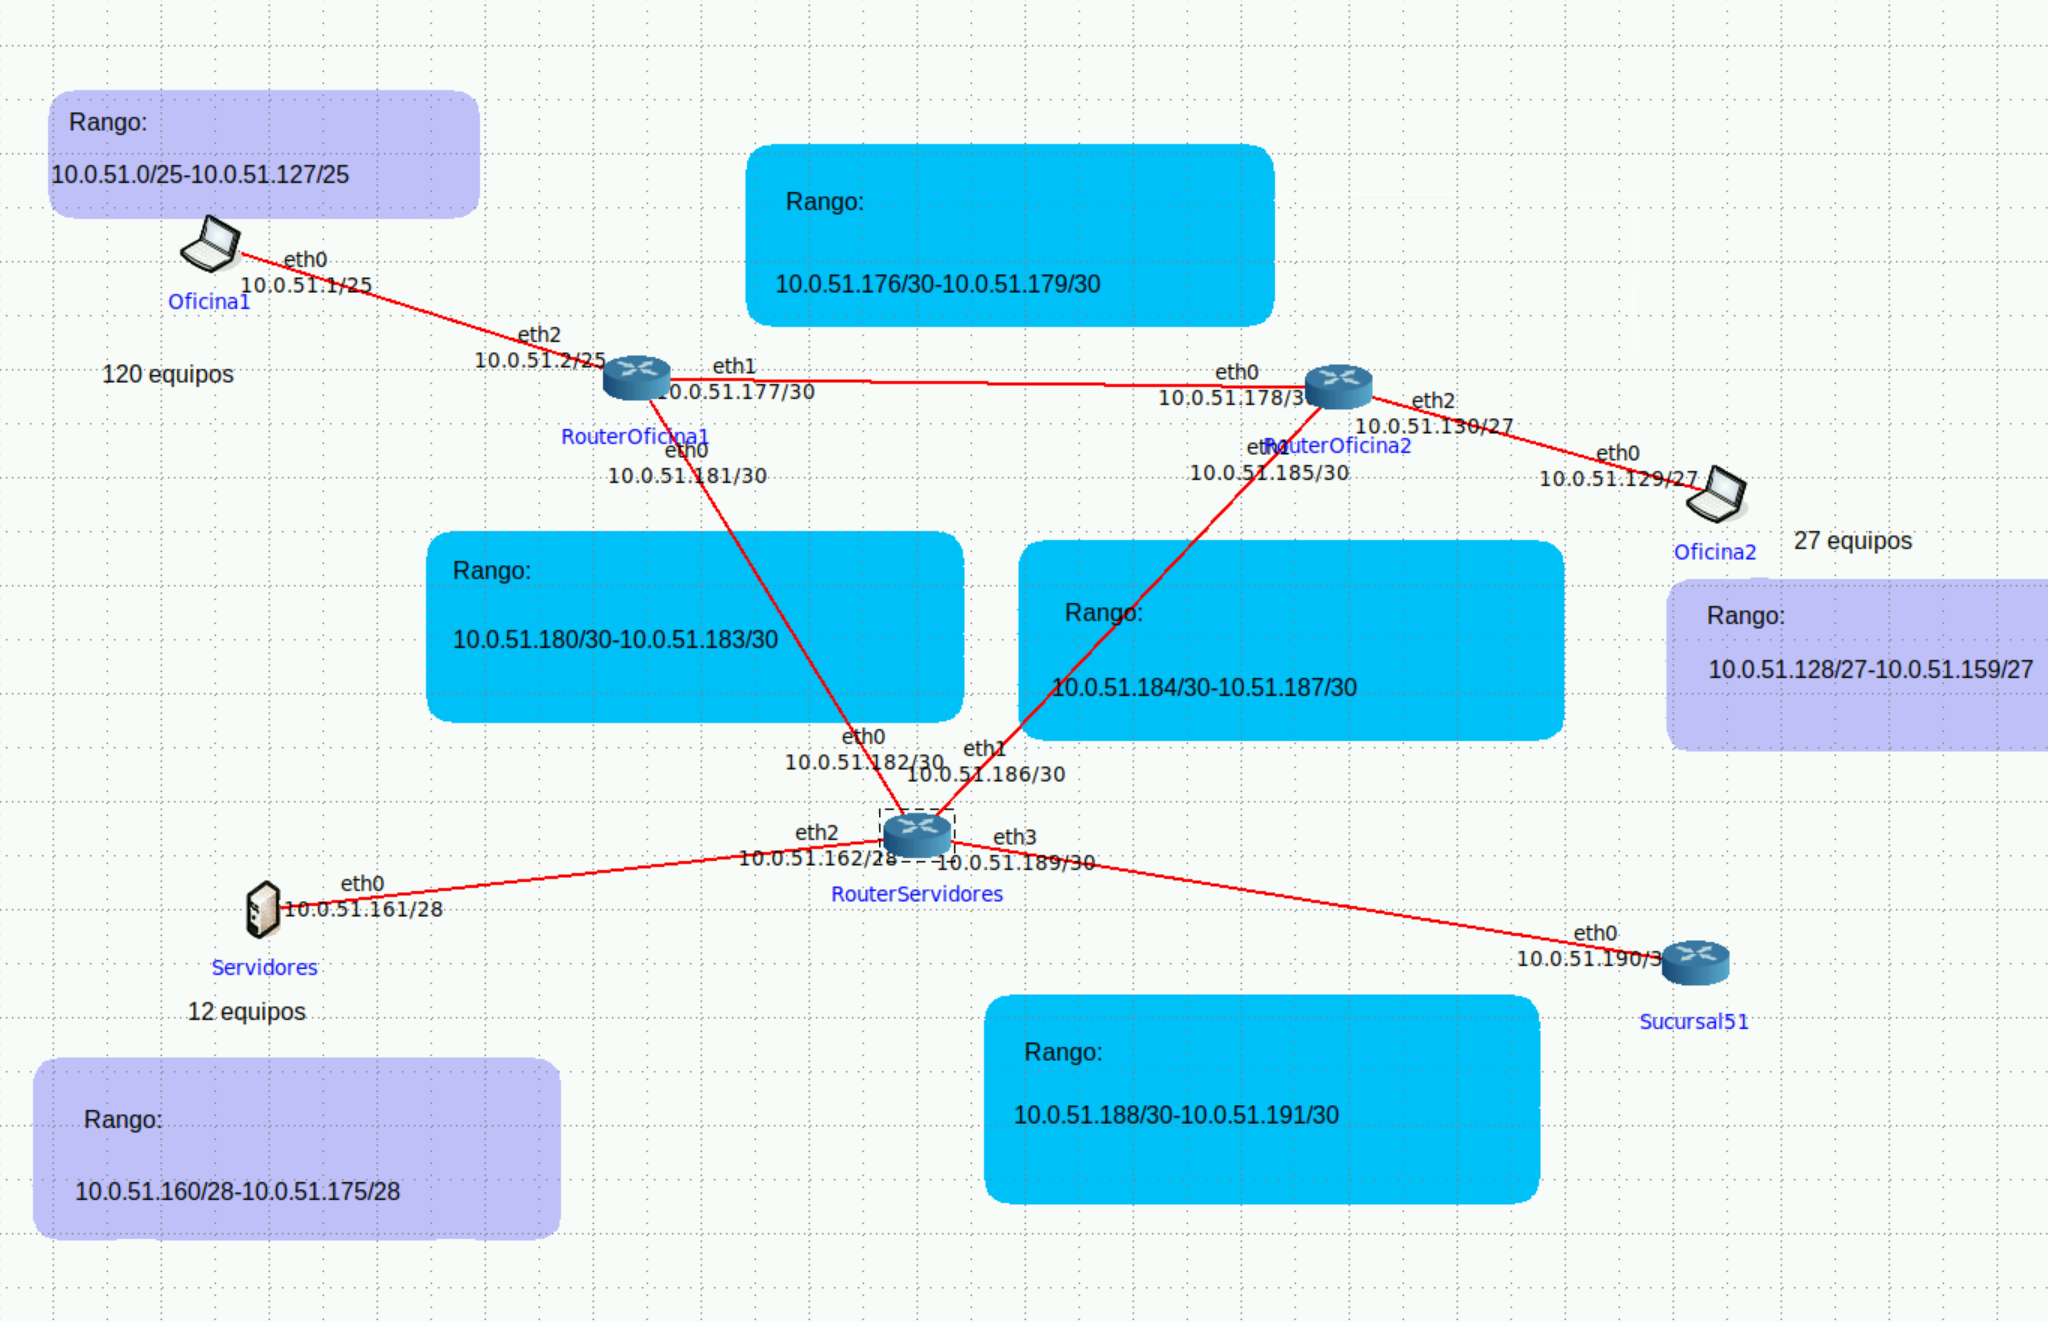 Rango:
10.0.51.0/25-10.0.51.127/25
eth0
10.0.51.1/25
Oficina1
120 equipos
eth2
10.0.51.2/25
Rango:
10.0.51.176/30-10.0.51.179/30
eth1
10.0.51.177/30
RouterOficina1
eth0
10.0.51.181/30
eth0
10.0.51.178/30
eth2
10.0.51.130/27
RouterOficina2
eth1
10.0.51.185/30
eth0
10.0.51.129/27
Oficina2
27 equipos
Rango:
10.0.51.128/27-10.0.51.159/27
Rango:
10.0.51.180/30-10.0.51.183/30
Rango:
10.0.51.184/30-10.51.187/30
eth0
10.0.51.182/30
eth1
10.0.51.186/30
eth2
10.0.51.162/28
eth3
10.0.51.189/30
RouterServidores
eth0
10.0.51.161/28
Servidores
12 equipos
Rango:
10.0.51.160/28-10.0.51.175/28
eth0
10.0.51.190/3
Sucursal51
Rango:
10.0.51.188/30-10.0.51.191/30